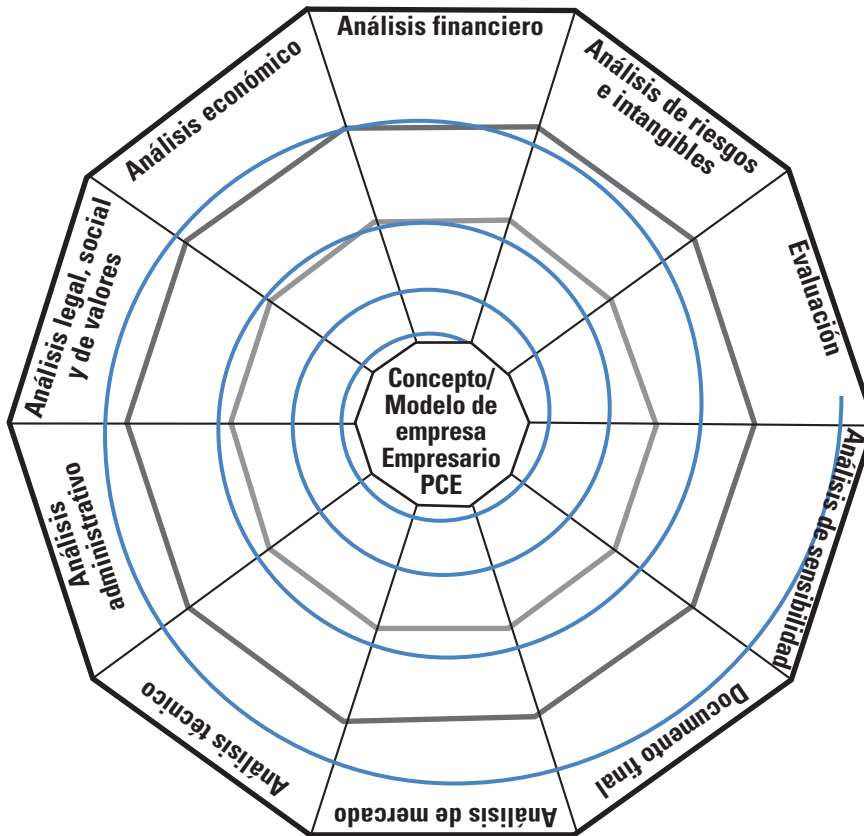 Análisis financiero
Análisis de riesgos
e intangibles
Evaluación
Análisis de sensibilidad
Documento final
Análisis de mercado
Análisis técnico
Análisis
administrativo
Análisis legal, social
y de valores
Análisis económico
Concepto/
Modelo de
empresa
Empresario
PCE